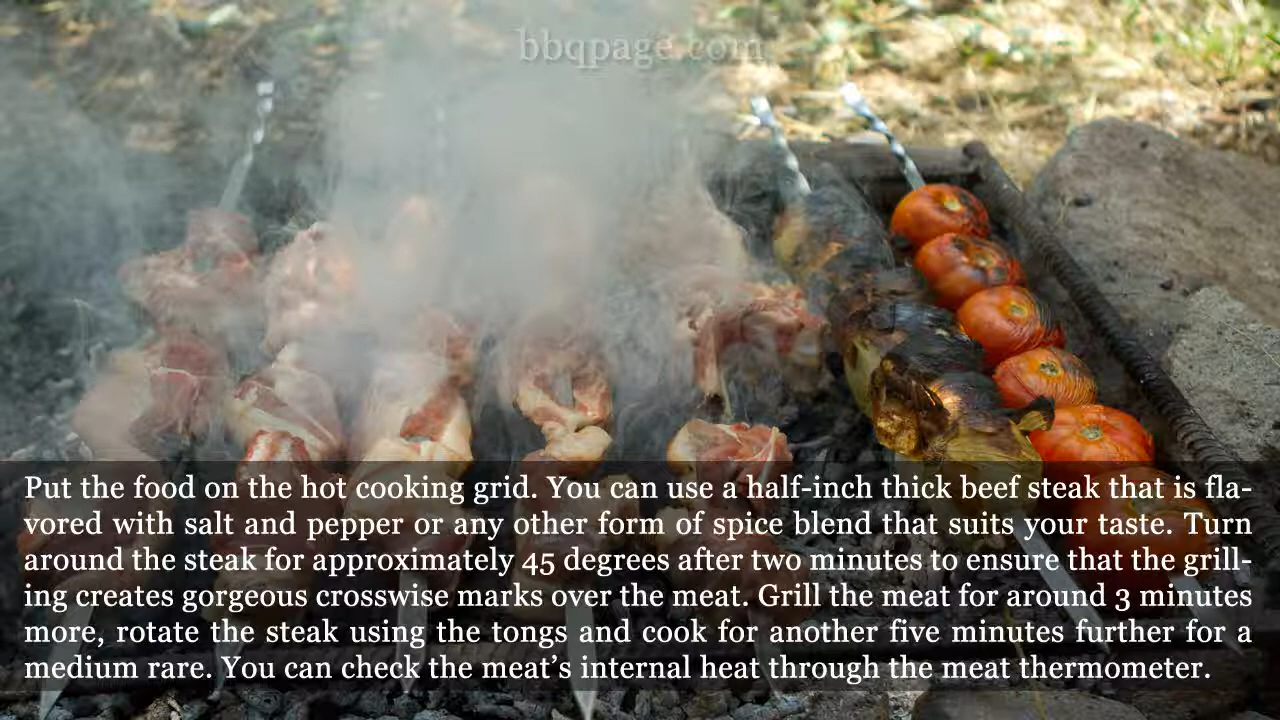 bbqpage.com
Put the food on the hot cooking grid. You can use a half-inch thick beef steak that is fla-
vored with salt and pepper or any other form of spice blend that suits your taste. Turn
around the steak for approximately 45 degrees after two minutes to ensure that the grill-
ing creates gorgeous crosswise marks over the meat. Grill the meat for around 3 minutes
more, rotate the steak using the tongs and cook for another five minutes further for a
medium rare. You can check the meat’s internal heat through the meat thermometer.